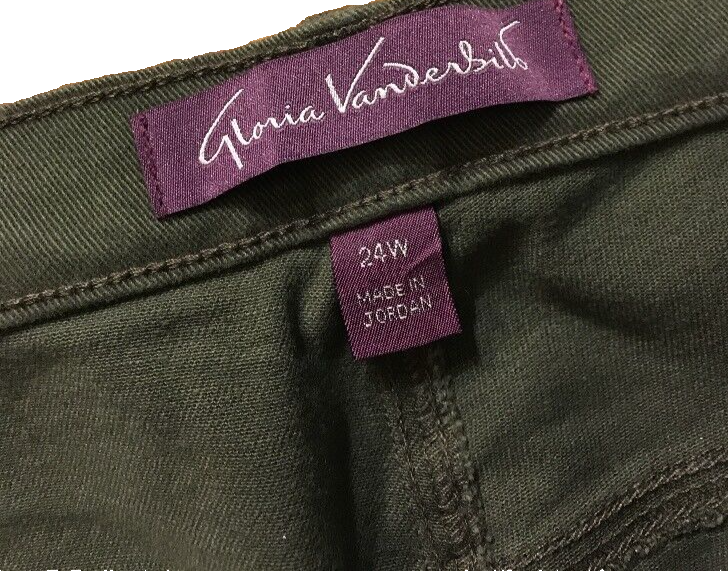 Gloria Vanderbilt
24W
MADE IN
JORDAN